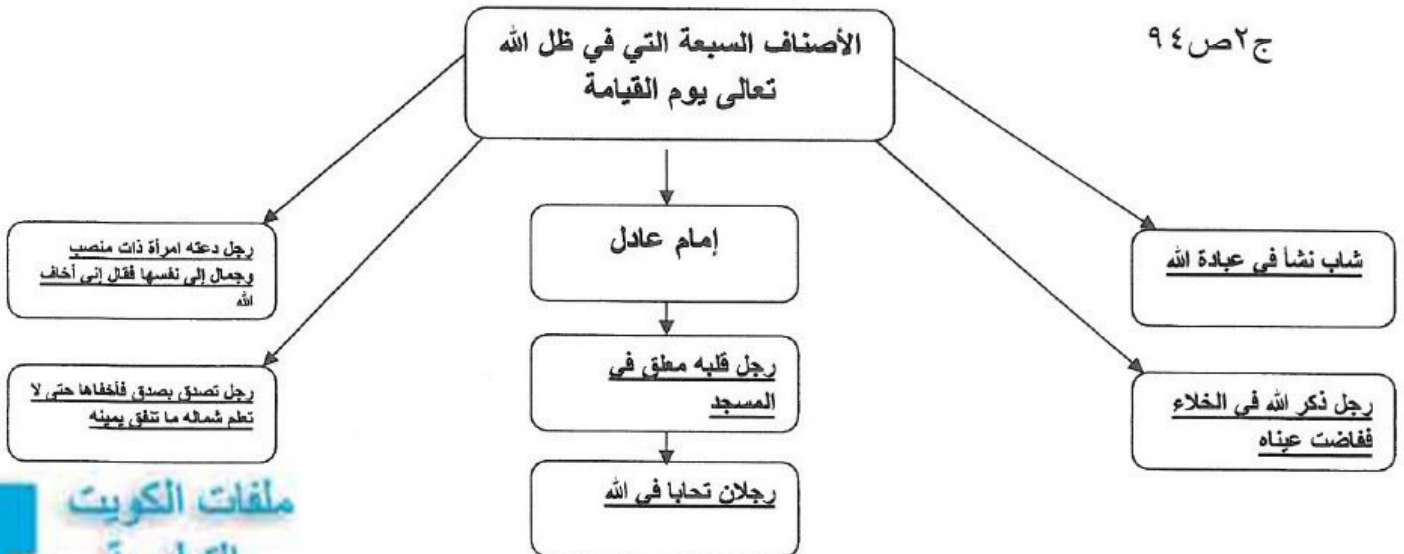 ج٢ص٩٤
الأصناف السبعة التي في ظل الله
تعالى يوم القيامة
شاب نشأ في عبادة الله
رجل ذكر الله في الخلاء
ففاضت عيناه
إمام عادل
رجل قلبه معلق في
المسجد
رجلان تحابا في الله
رجل دعته امرأة ذات منصب
وجمال إلى نفسها فقال إني أخاف
الله
رجل تصدق بصدق فأخفاها حتى لا
تعلم شماله ما تنفق يمينه
ملفات الكويت